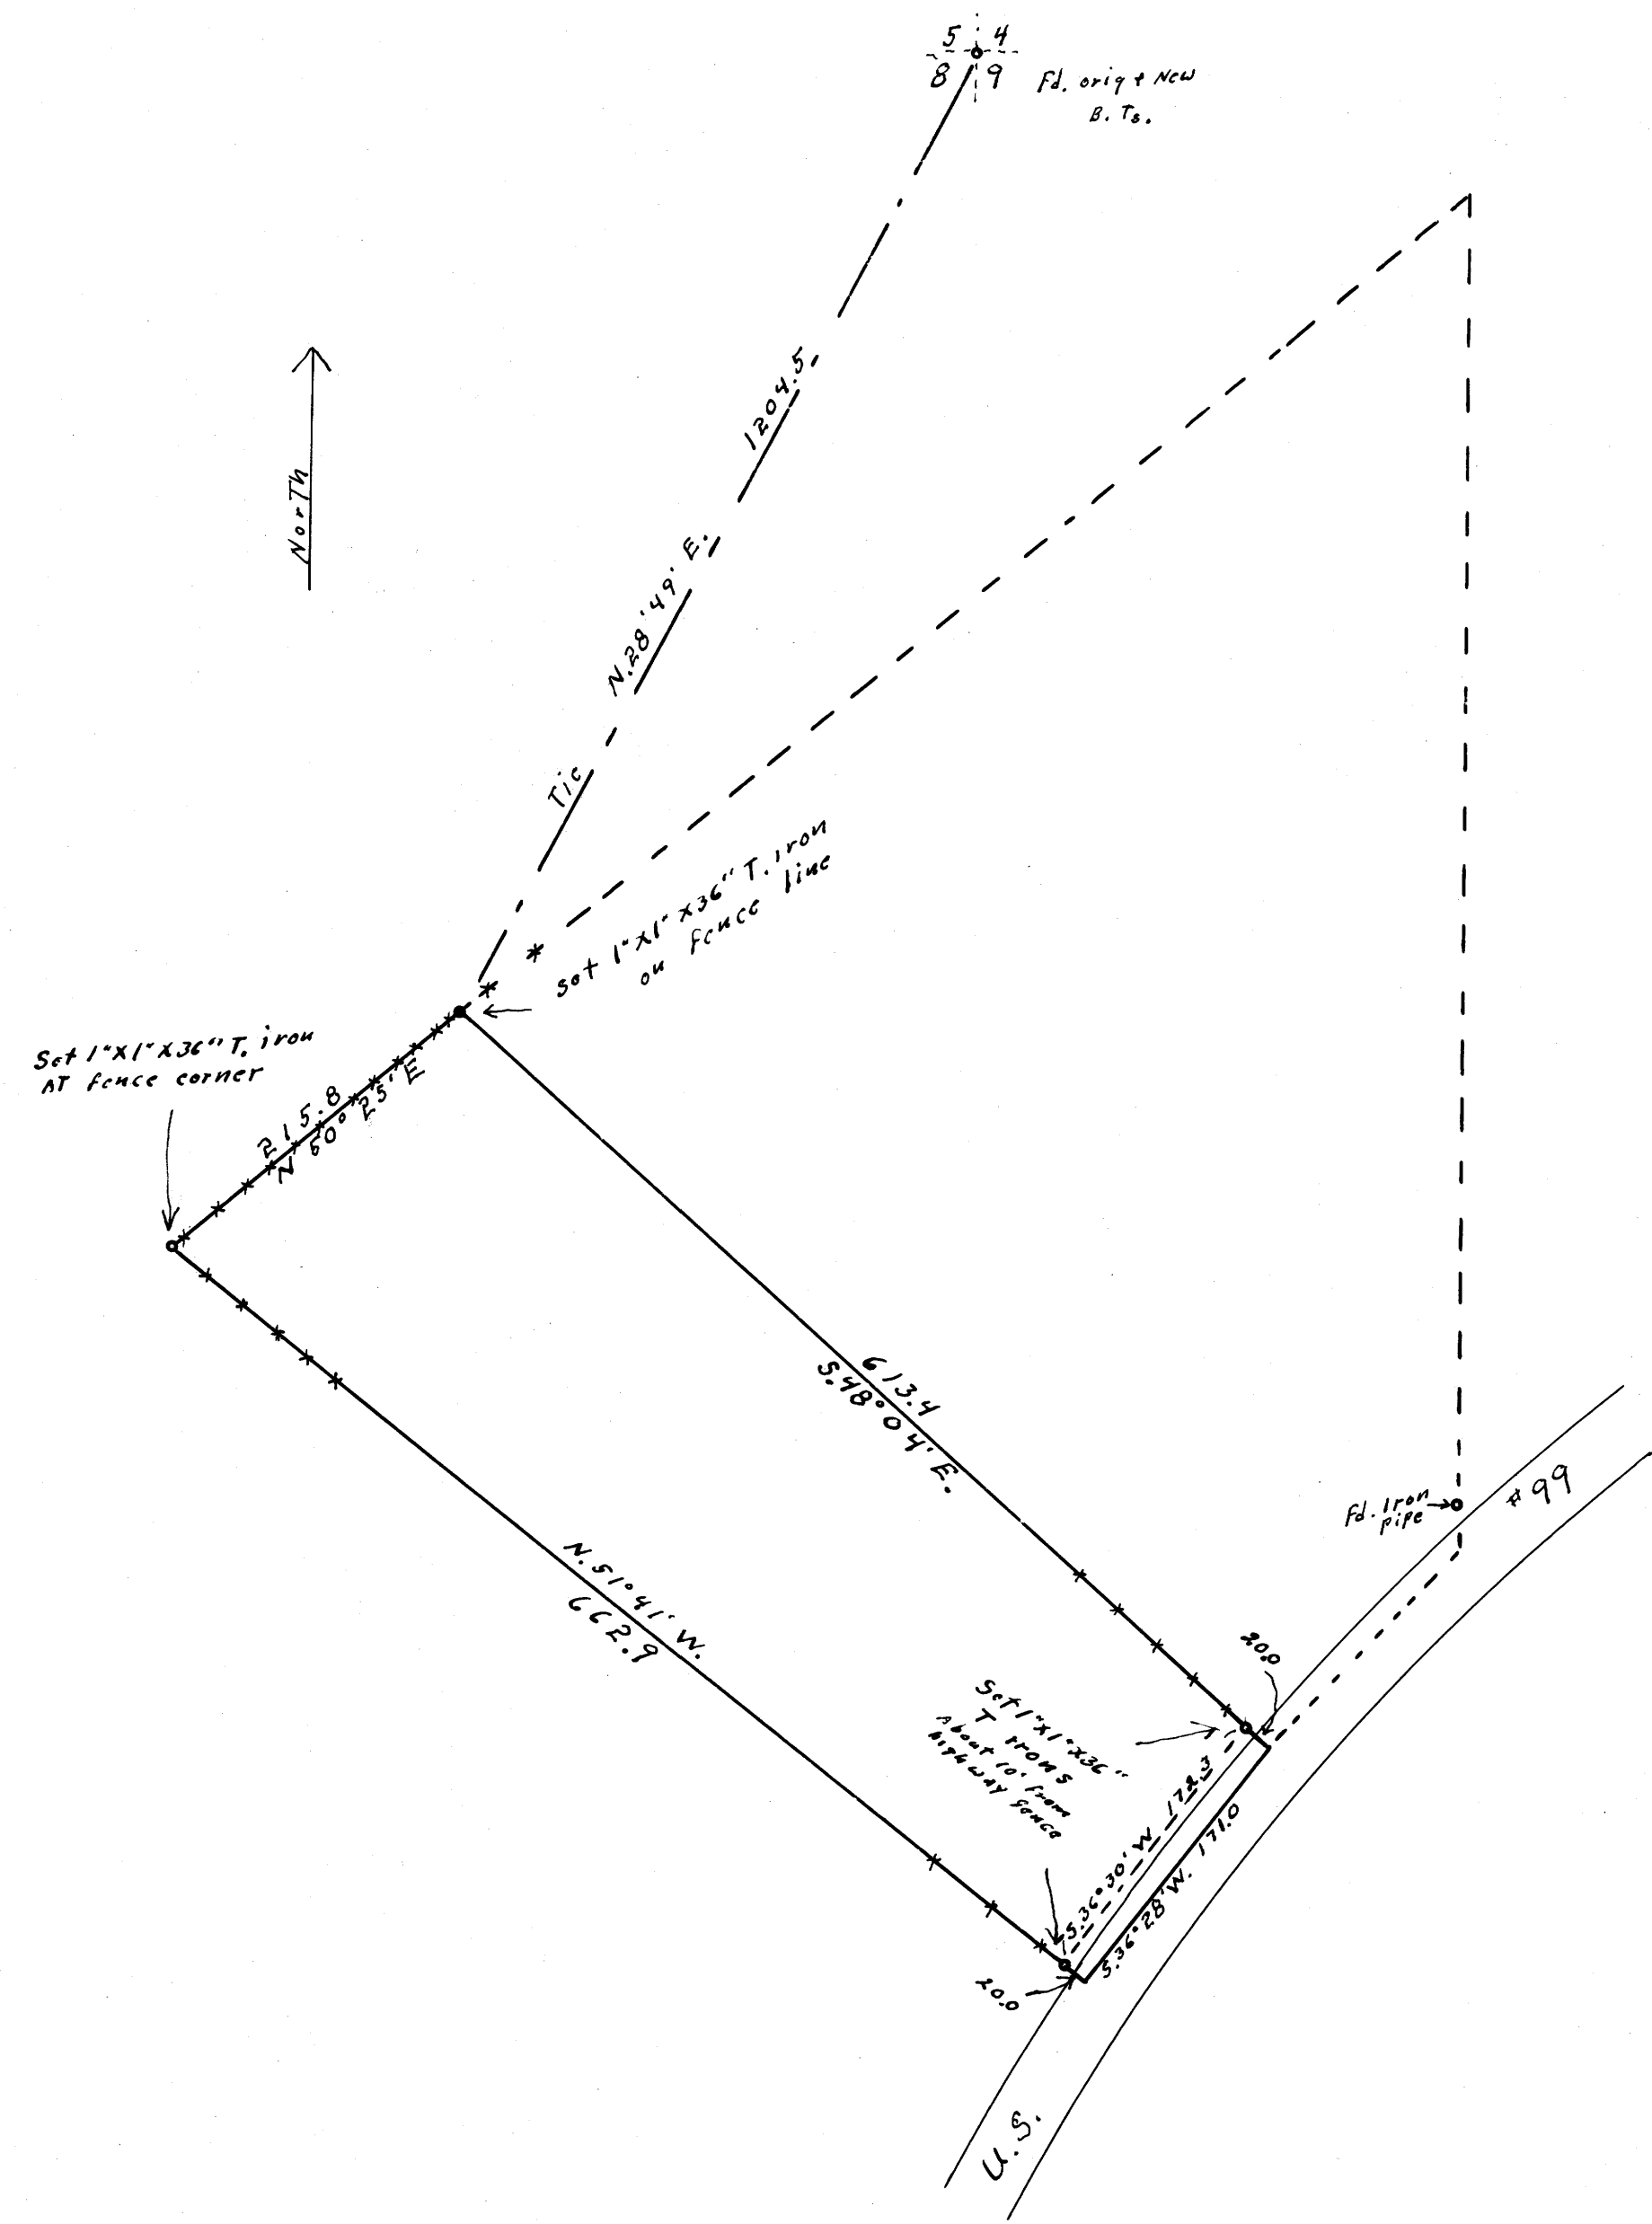 5 4
8 9
Fd. orig & New
B. Ts.
North
1204.5
N. 28°49' E.
Tie
Set 1"x1"x36" T. iron
on fence line
Set 1"x1"x36" T. iron
AT fence corner
215.8
N 50° 25' E
613.4
S. 48° 04' E.
Fd. Iron
pipe
#99
N. 51° 41' W.
662.9
20.0
Set 1"x1"x36"
T irons
About 10' from
highway fence
S. 36° 30' W 172.3
S. 36° 28' W. 171.0
20.0
U.S.